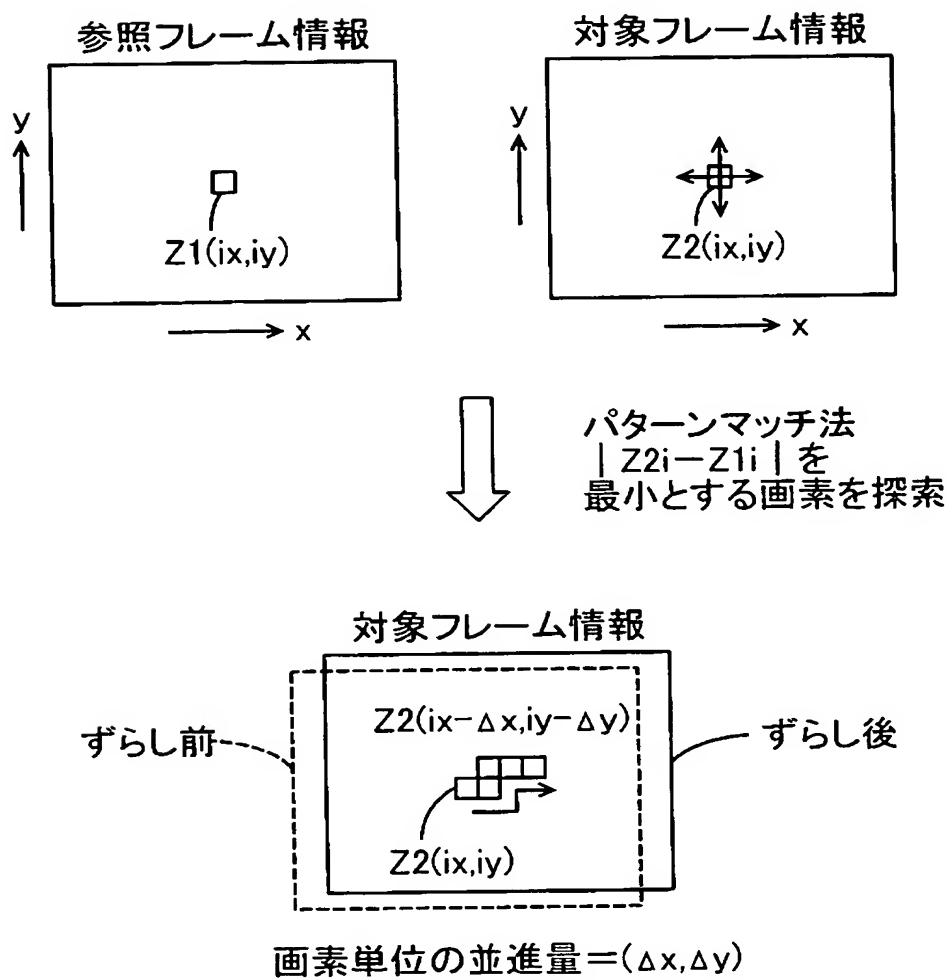 参照フレーム情報
対象フレーム情報
y
Z1(ix,iy)
x
y
Z2(ix,iy)
x
パターンマッチ法
| Z2i−Z1i | を
最小とする画素を探索
対象フレーム情報
Z2(ix−Δx,iy−Δy)
ずらし前
ずらし後
Z2(ix,iy)
画素単位の並進量=(Δx,Δy)